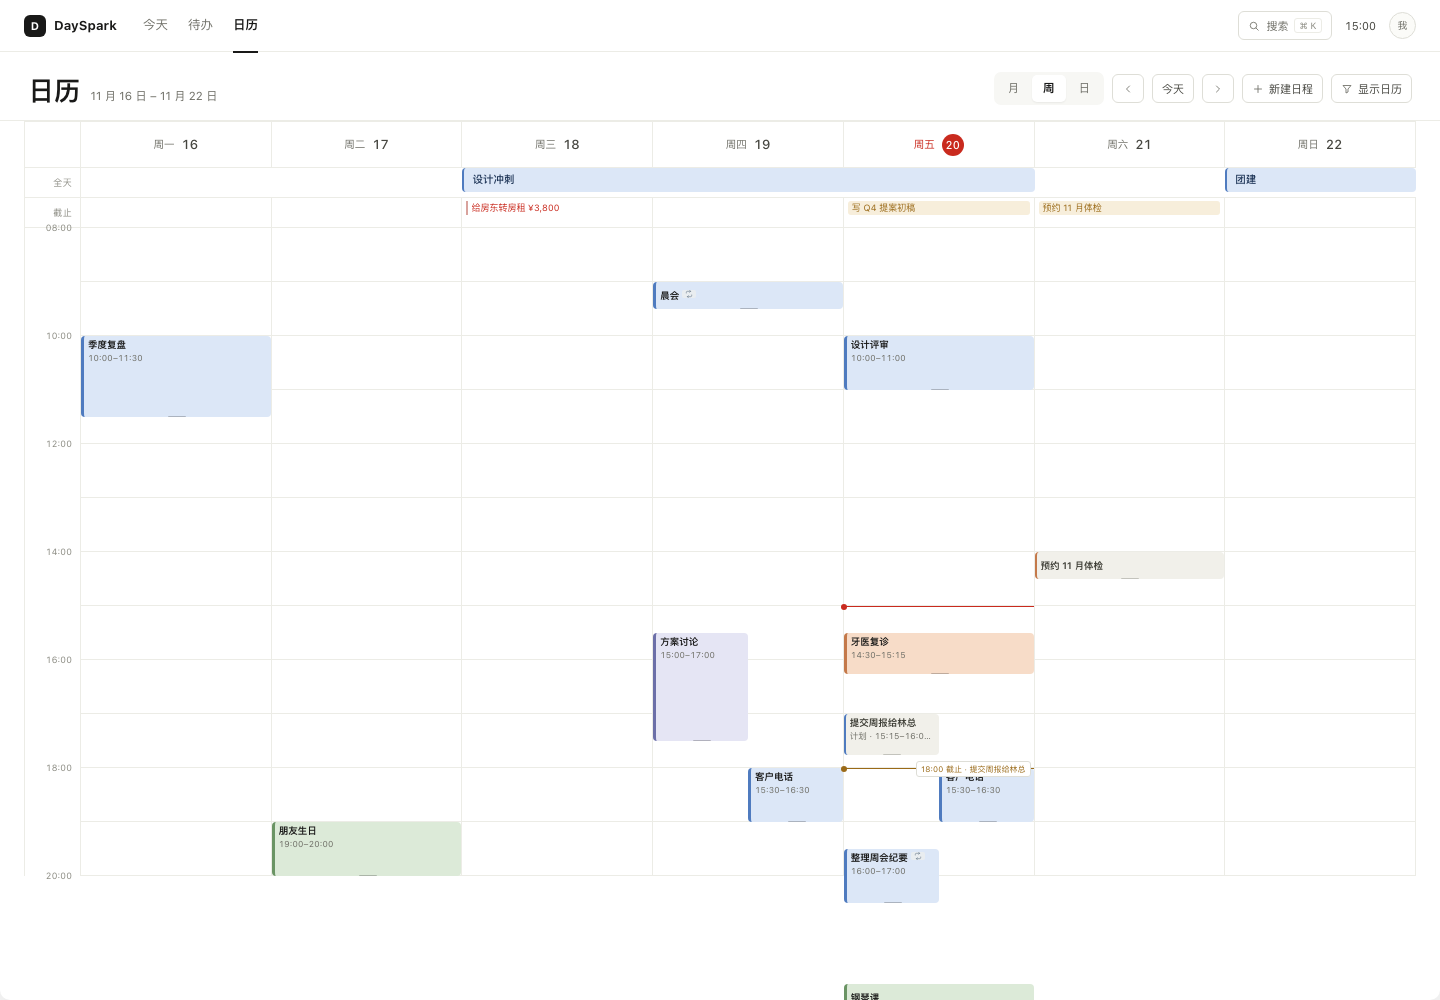 D DaySpark 今天 待办 日历 搜索 ⌘ K 15:00 我
日历 11 月 16 日 – 11 月 22 日 月 周 日 今天 新建日程 显示日历
周一 16 周二 17 周三 18 周四 19 周五 20 周六 21 周日 22
全天 设计冲刺 团建
截止 给房东转房租 ¥3,800 写 Q4 提案初稿 预约 11 月体检
08:00
晨会
10:00
季度复盘 设计评审
10:00–11:30 10:00–11:00
12:00
14:00
预约 11 月体检
方案讨论 牙医复诊
15:00–17:00 14:30–15:15
16:00
提交周报给林总
计划 · 15:15–16:0...
18:00
18:00 截止 · 提交周报给林总
客户电话 客户电话
15:30–16:30 15:30–16:30
朋友生日
19:00–20:00
整理周会纪要
16:00–17:00
20:00
钢琴课